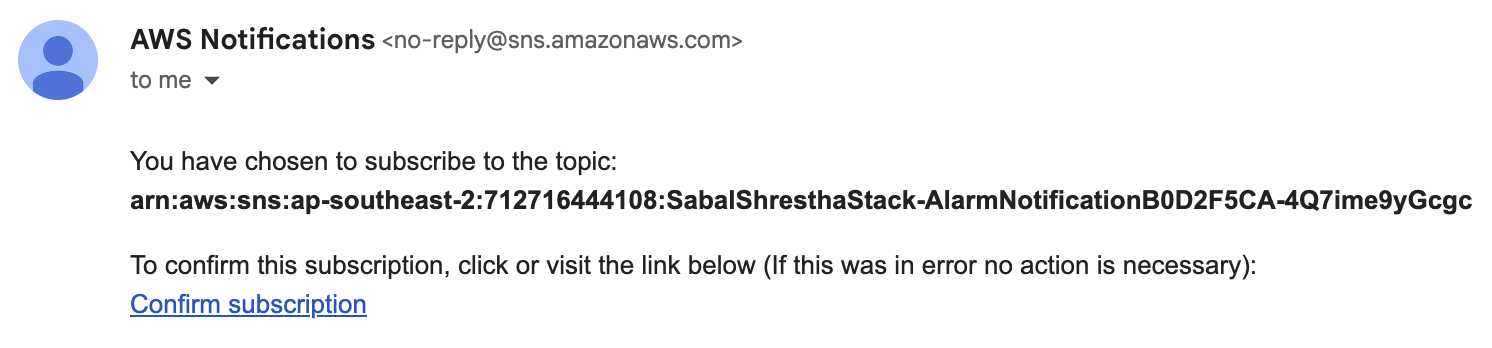 AWS Notifications <no-reply@sns.amazonaws.com>
to me
You have chosen to subscribe to the topic:
arn:aws:sns:ap-southeast-2:712716444108:SabalShresthaStack-AlarmNotificationB0D2F5CA-4Q7ime9yGcgc
To confirm this subscription, click or visit the link below (If this was in error no action is necessary):
Confirm subscription